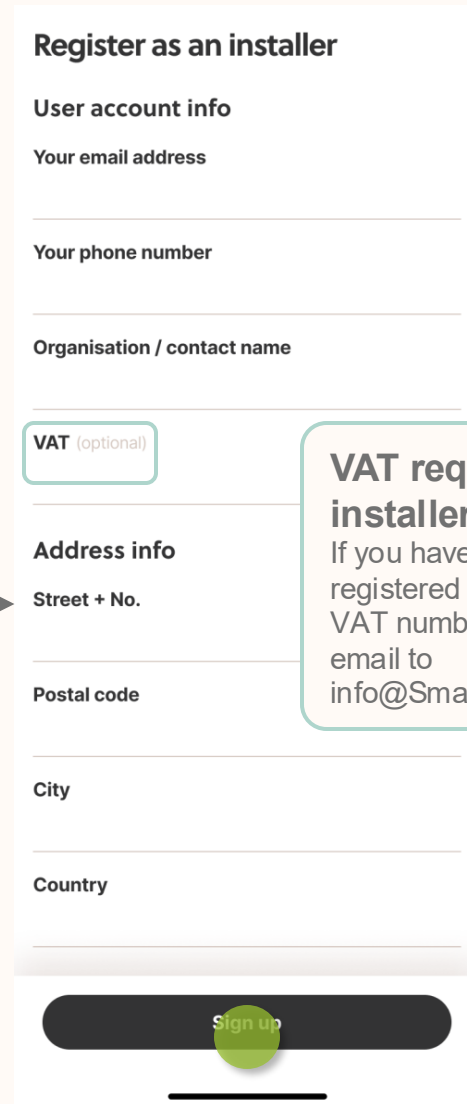 Register as an installer
User account info
Your email address
Your phone number
Organisation / contact name
VAT (optional)
VAT req
installer
If you have
registered
VAT numb
email to
info@Sma
Address info
Street + No.
Postal code
City
Country
Sign up